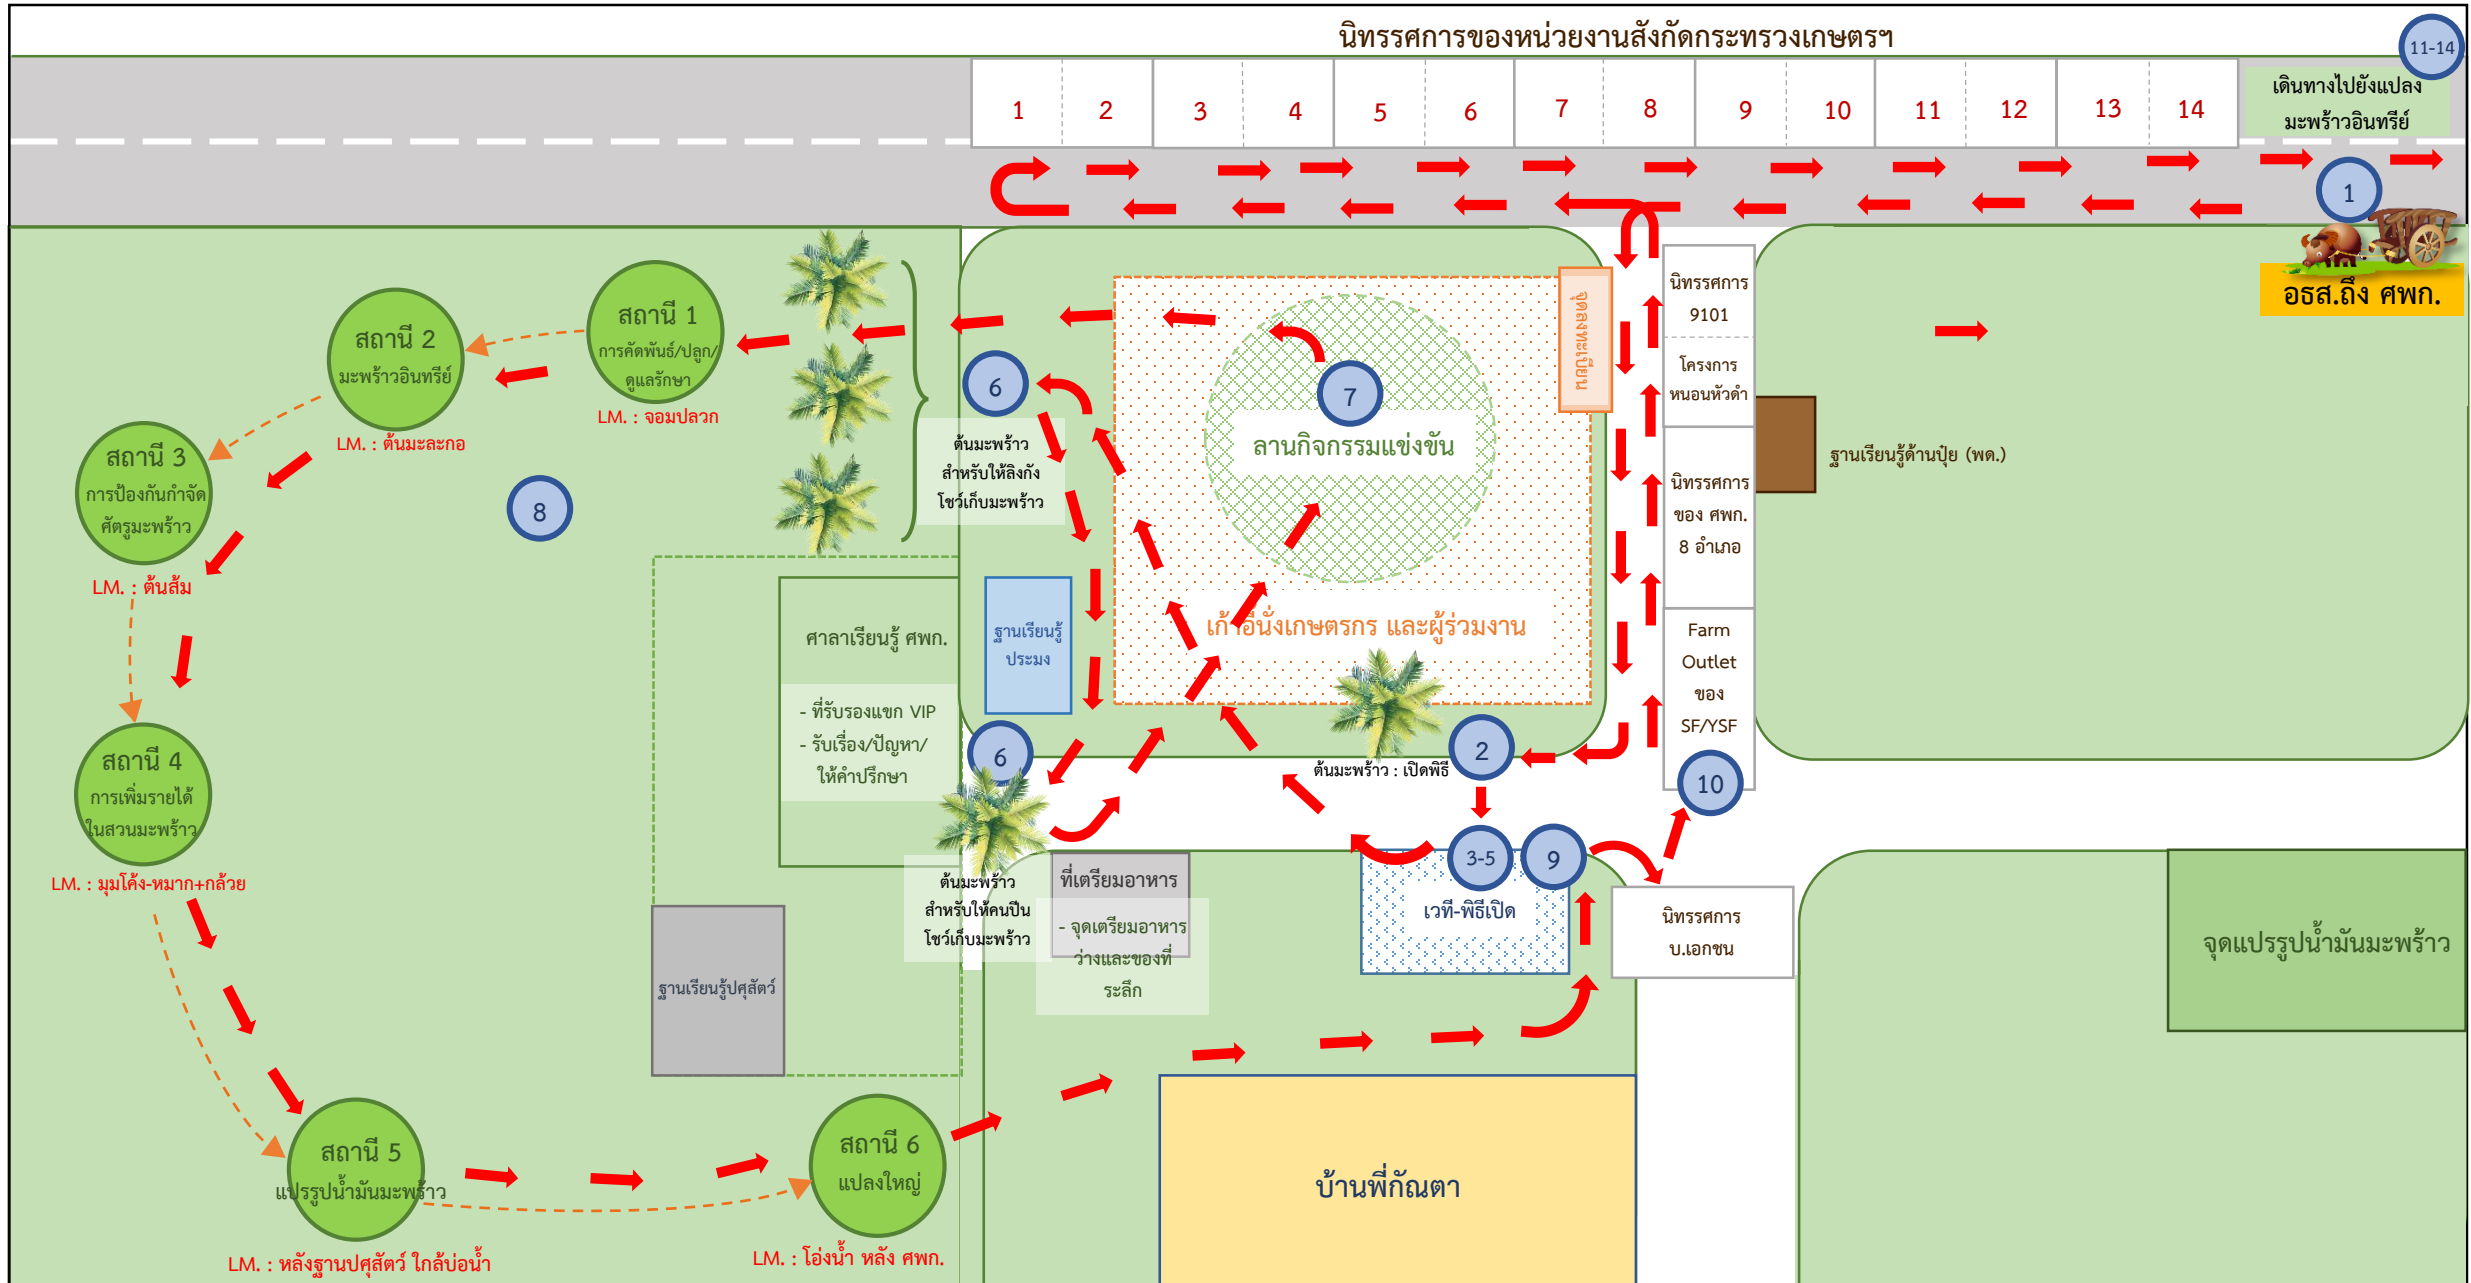 นิทรรศการของหน่วยงานสังกัดกระทรวงเกษตรฯ
11-14
1
2
3
4
5
6
7
8
9
10
11
12
13
14
เดินทางไปยังแปลง
มะพร้าวอินทรีย์
1
อธส.ถึง ศพก.
สถานี 1
การคัดพันธ์/ปลูก/
ดูแลรักษา
LM. : จอมปลวก
สถานี 2
มะพร้าวอินทรีย์
LM. : ต้นมะละกอ
สถานี 3
การป้องกันกำจัด
ศัตรูมะพร้าว
LM. : ต้นส้ม
8
6
ต้นมะพร้าว
สำหรับให้ลิงกัง
โชว์เก็บมะพร้าว
7
ลานกิจกรรมแข่งขัน
เก้าอี้นั่งเกษตรกร และผู้ร่วมงาน
จุดลงทะเบียน
นิทรรศการ
9101
โครงการ
หนอนหัวดำ
นิทรรศการ
ของ ศพก.
8 อำเภอ
Farm
Outlet
ของ
SF/YSF
10
ฐานเรียนรู้ด้านปุ๋ย (พด.)
ศาลาเรียนรู้ ศพก.
- ที่รับรองแขก VIP
- รับเรื่อง/ปัญหา/
ให้คำปรึกษา
ฐานเรียนรู้
ประมง
6
ต้นมะพร้าว
สำหรับให้คนปีน
โชว์เก็บมะพร้าว
2
ต้นมะพร้าว : เปิดพิธี
3-5
9
เวที-พิธีเปิด
ที่เตรียมอาหาร
- จุดเตรียมอาหาร
ว่างและของที่
ระลึก
นิทรรศการ
บ.เอกชน
จุดแปรรูปน้ำมันมะพร้าว
สถานี 4
การเพิ่มรายได้
ในสวนมะพร้าว
LM. : มุมโค้ง-หมาก+กล้วย
ฐานเรียนรู้ปศุสัตว์
สถานี 5
แปรรูปน้ำมันมะพร้าว
LM. : หลังฐานปศุสัตว์ ใกล้บ่อน้ำ
สถานี 6
แปลงใหญ่
LM. : โอ่งน้ำ หลัง ศพก.
บ้านพี่กัณตา